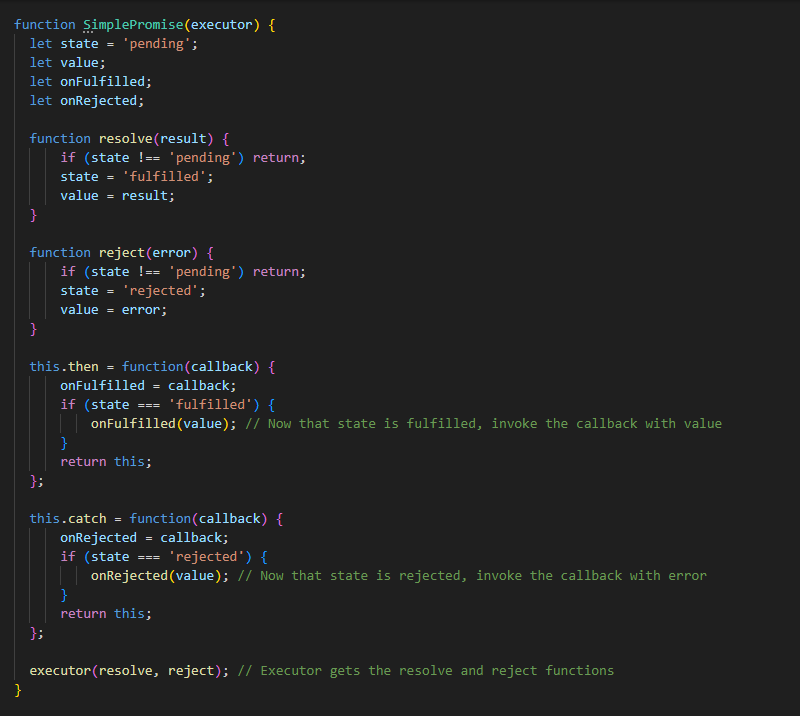 function SimplePromise(executor) {
  let state = 'pending';
  let value;
  let onFulfilled;
  let onRejected;

  function resolve(result) {
      if (state !== 'pending') return;
      state = 'fulfilled';
      value = result;
  }

  function reject(error) {
      if (state !== 'pending') return;
      state = 'rejected';
      value = error;
  }

  this.then = function(callback) {
      onFulfilled = callback;
      if (state === 'fulfilled') {
          onFulfilled(value); // Now that state is fulfilled, invoke the callback with value
      }
      return this;
  };

  this.catch = function(callback) {
      onRejected = callback;
      if (state === 'rejected') {
          onRejected(value); // Now that state is rejected, invoke the callback with error
      }
      return this;
  };

  executor(resolve, reject); // Executor gets the resolve and reject functions
}